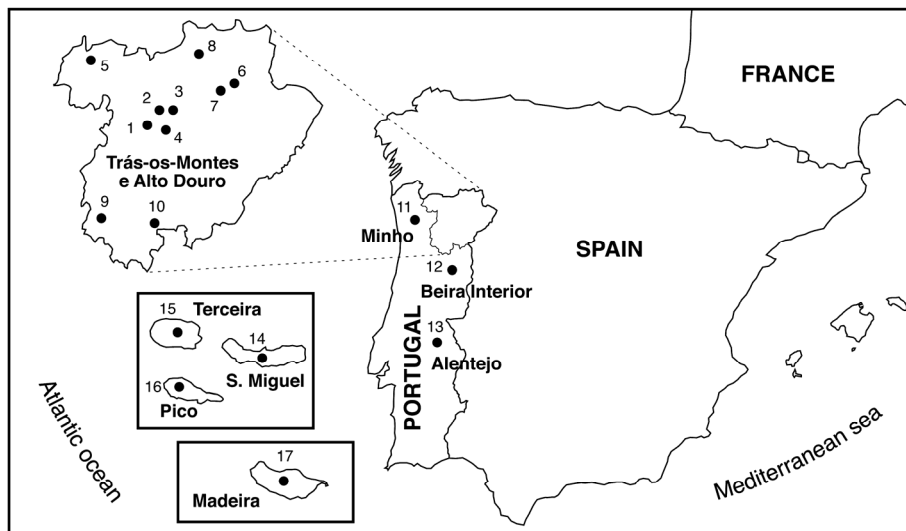 8
5
6
7
2
3
1
4
Trás-os-Montes
e Alto Douro
9
10
FRANCE
11
Minho
SPAIN
12
Beira Interior
13
Alentejo
PORTUGAL
15
Terceira
14
S. Miguel
16
Pico
17
Madeira
Atlantic ocean
Mediterranean sea